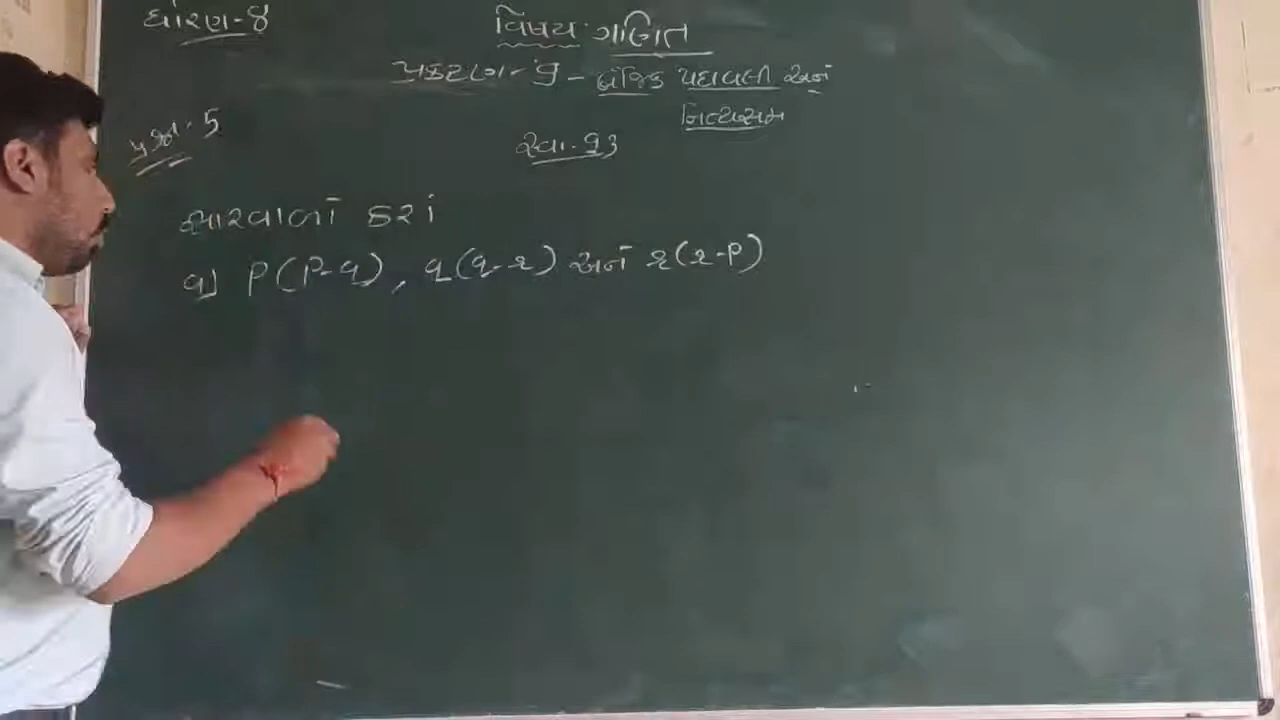 ધોરણ-8
વિષય: ગણિત
પ્રકરણ-9 - બૈજિક પદાવલી અને
નિત્યસમ
પ્રશ્ન-5
સ્વા. 9.3
સરવાળો કરો
a) P(P-q), q(q-r) અને r(r-P)